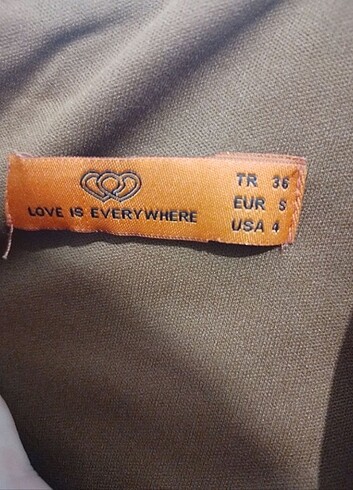 LOVE IS EVERYWHERE
TR 36
EUR S
USA 4